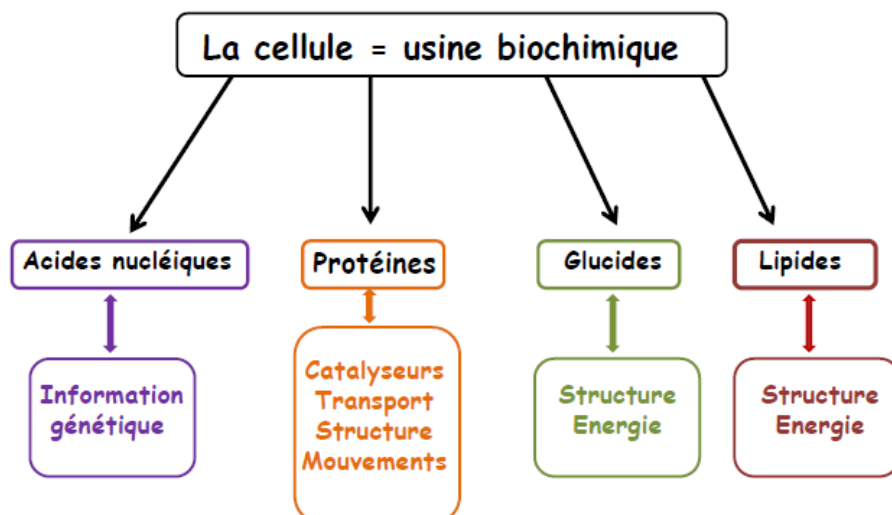 La cellule = usine biochimique
Acides nucléiques
Protéines
Glucides
Lipides
Information
génétique
Catalyseurs
Transport
Structure
Mouvements
Structure
Energie
Structure
Energie